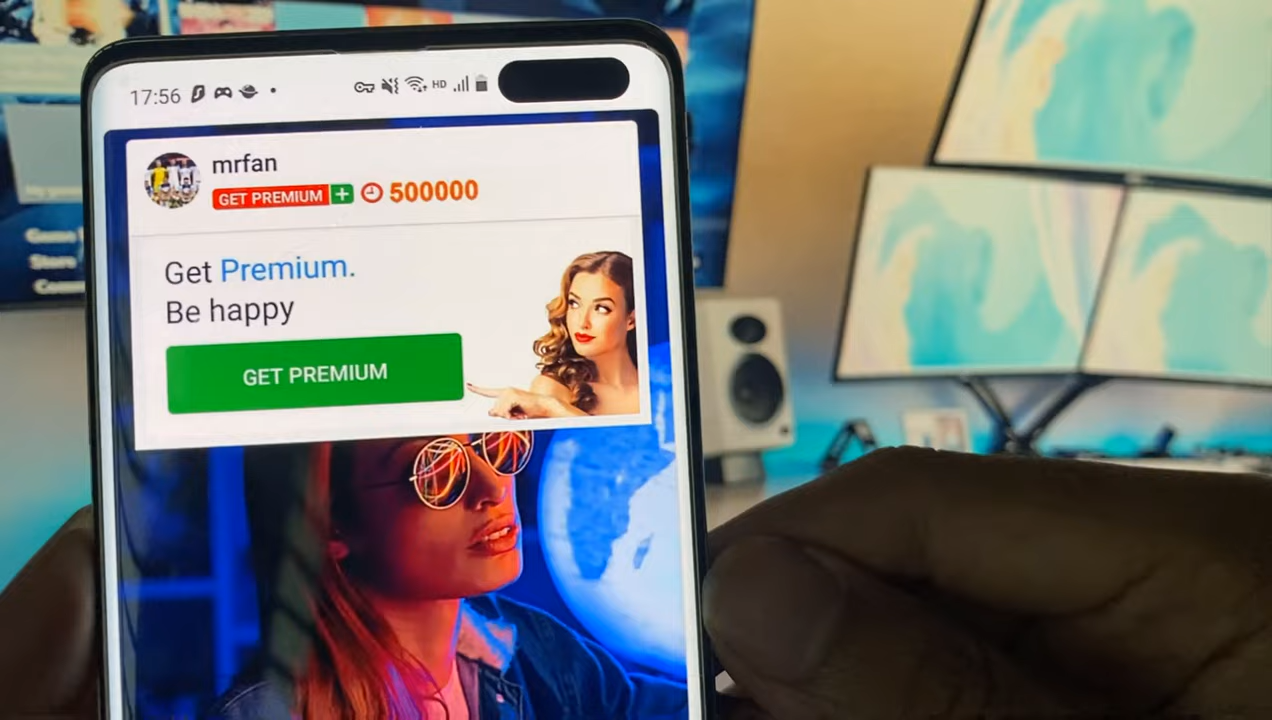 17:56
HD
mrfan
GET PREMIUM + 500000
Get Premium.
Be happy
GET PREMIUM